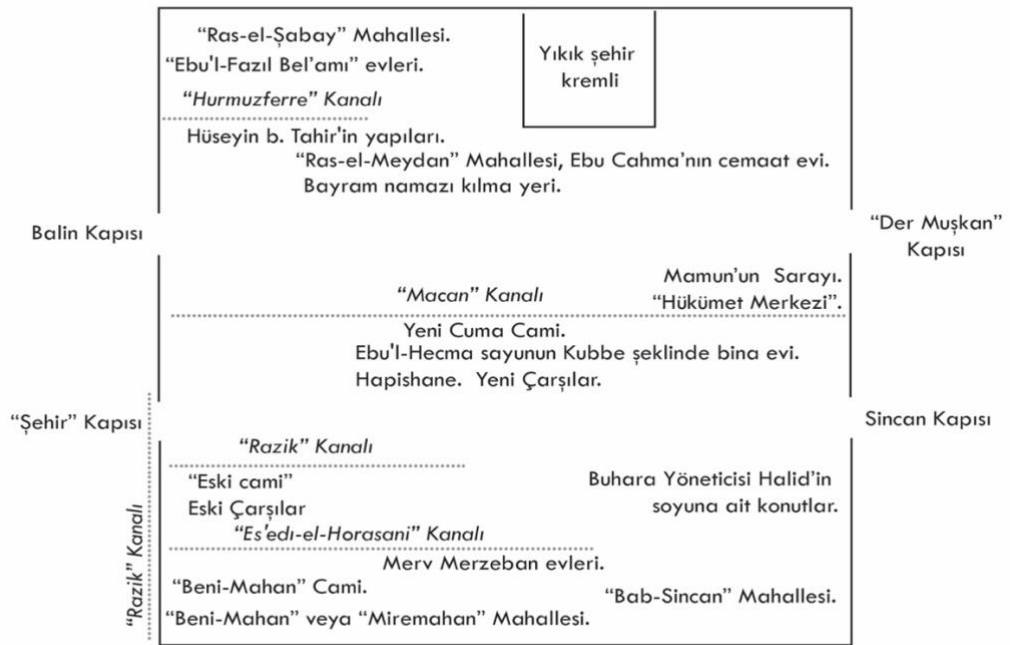 “Ras-el-Şabay” Mahallesi.
“Ebu'l-Fazıl Bel’amı” evleri.
Yıkık şehir
kremli
“Hurmuzferre” Kanalı
Hüseyin b. Tahir'in yapıları.
“Ras-el-Meydan” Mahallesi, Ebu Cahma’nın cemaat evi.
Bayram namazı kılma yeri.
Balin Kapısı
“Der Muşkan”
Kapısı
Mamun’un Sarayı.
“Hükümet Merkezi”.
“Macan” Kanalı
Yeni Cuma Cami.
Ebu'l-Hecma sayunun Kubbe şeklinde bina evi.
Hapishane. Yeni Çarşılar.
“Şehir” Kapısı
Sincan Kapısı
“Razik” Kanalı
“Razik” Kanalı
“Eski cami”
Eski Çarşılar
Buhara Yöneticisi Halid’in
soyuna ait konutlar.
“Es'edı-el-Horasani” Kanalı
Merv Merzeban evleri.
“Beni-Mahan” Cami.
“Bab-Sincan” Mahallesi.
“Beni-Mahan” veya “Miremahan” Mahallesi.